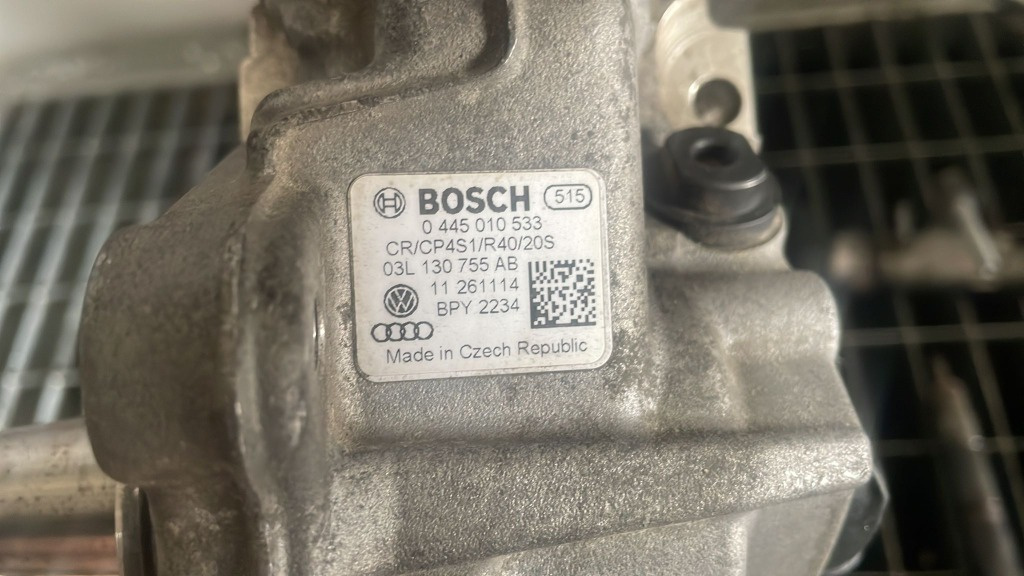 BOSCH 515
0 445 010 533
CR/CP4S1/R40/20S
03L 130 755 AB
11 261114
BPY 2234
Made in Czech Republic